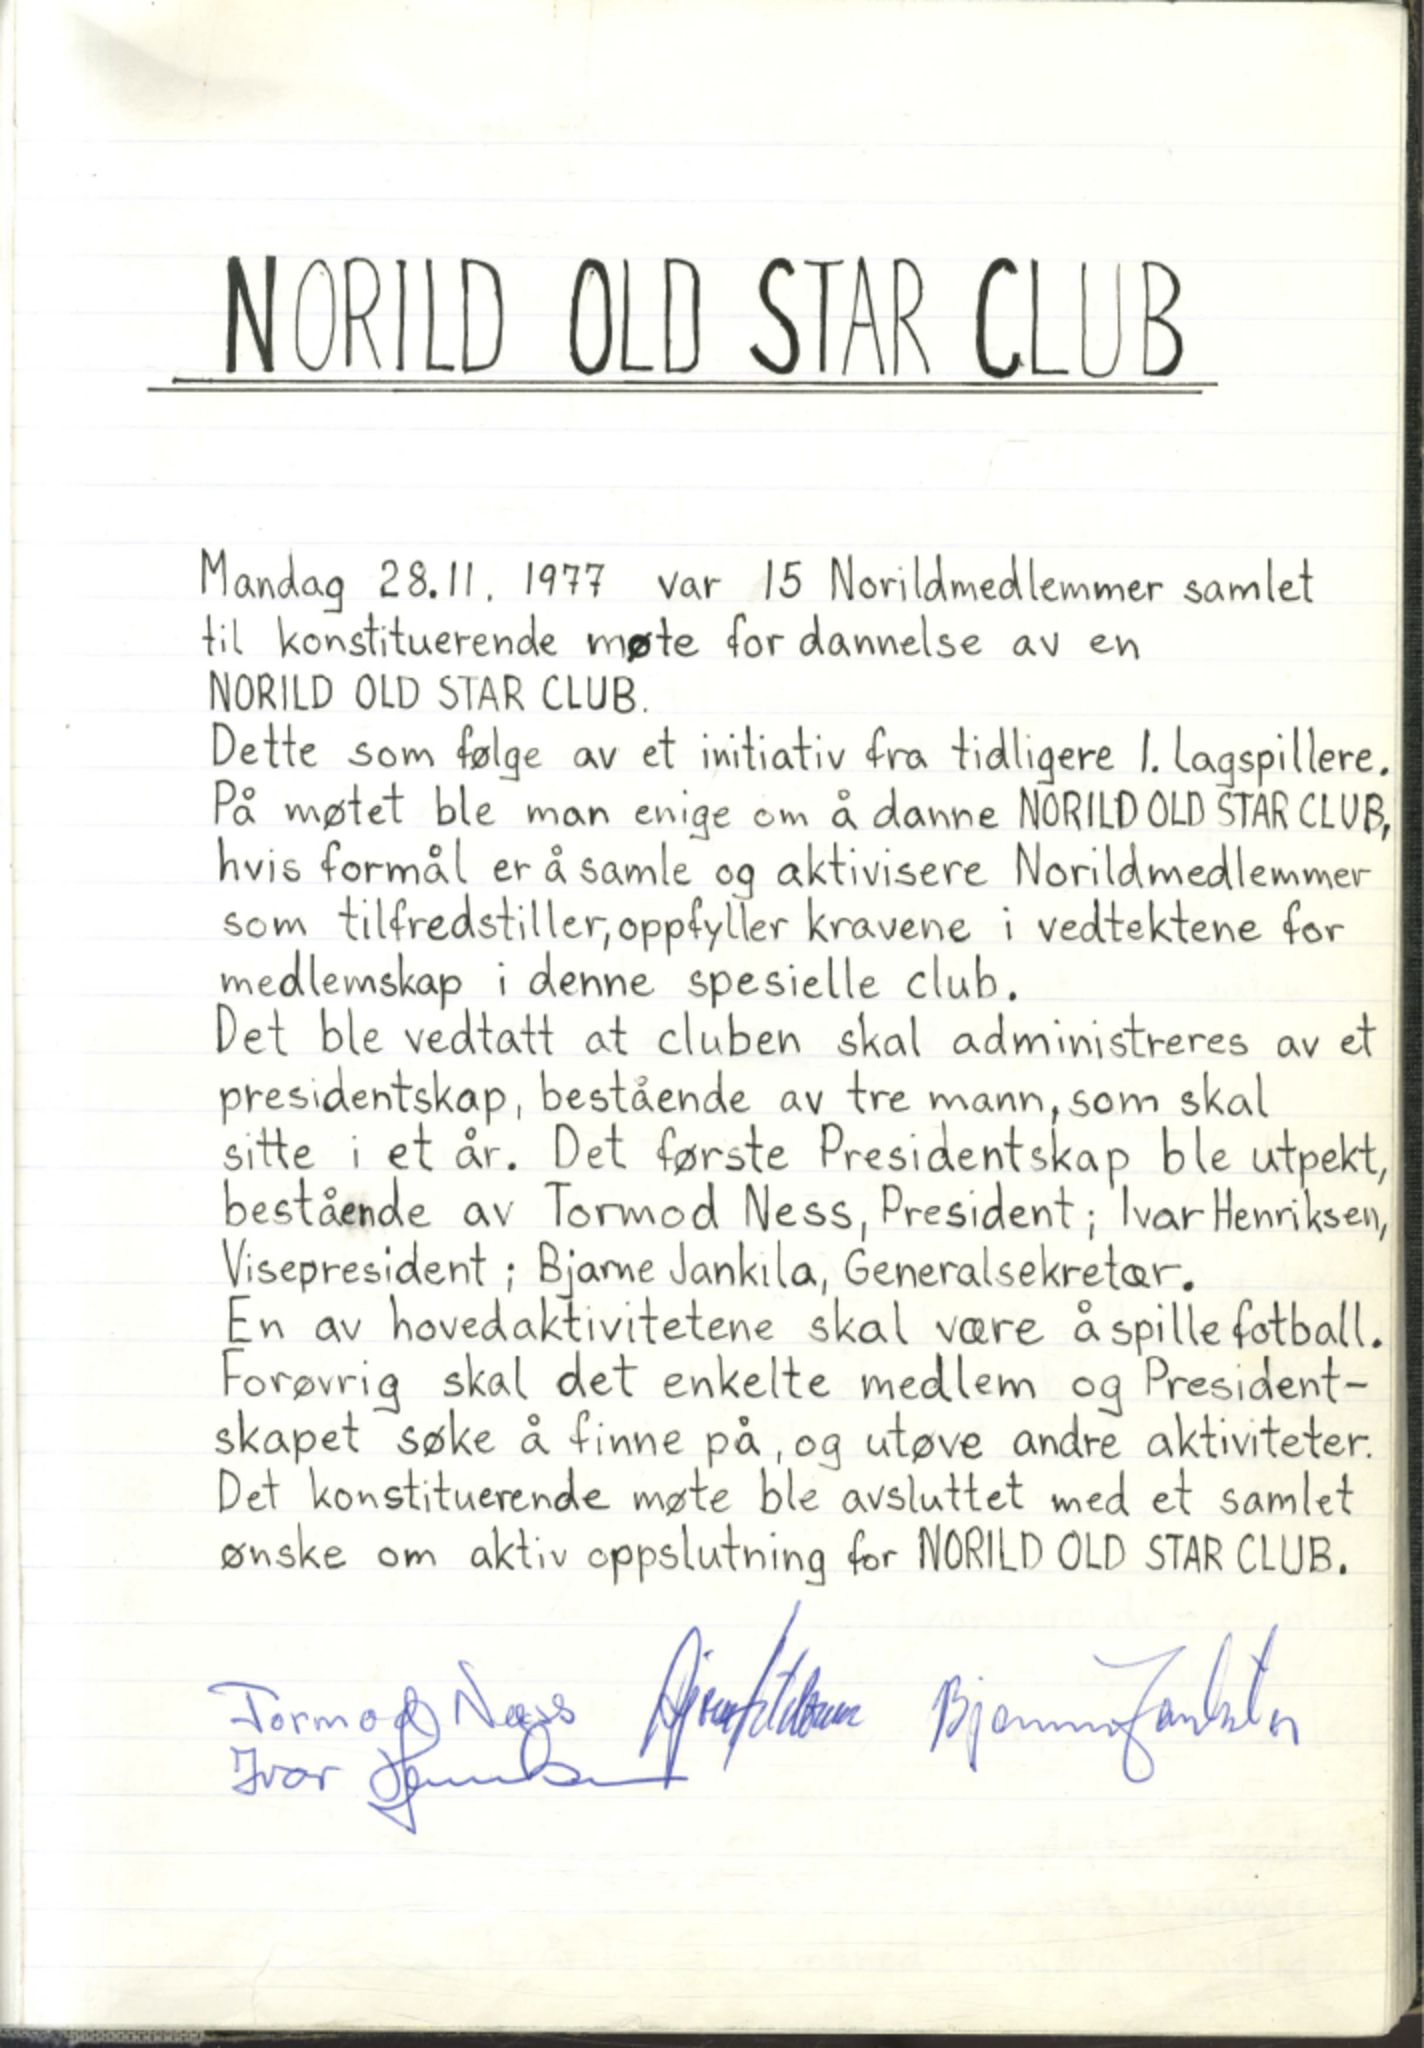 NORILD OLD STAR CLUB
Mandag 28.11. 1977 var 15 Norildmedlemmer samlet
til konstituerende møte for dannelse av en
NORILD OLD STAR CLUB.
Dette som følge av et initiativ fra tidligere 1. lagspillere.
På møtet ble man enige om å danne NORILD OLD STAR CLUB,
hvis formål er å samle og aktivisere Norildmedlemmer
som tilfredstiller, oppfyller kravene i vedtektene for
medlemskap i denne spesielle club.
Det ble vedtatt at cluben skal administreres av et
presidentskap, bestående av tre mann, som skal
sitte i et år. Det første Presidentskap ble utpekt,
bestående av Tormod Ness, President; Ivar Henriksen,
Visepresident; Bjarne Jankila, Generalsekretær.
En av hovedaktivitetene skal være å spille fotball.
Forøvrig skal det enkelte medlem og President-
skapet søke å finne på, og utøve andre aktiviteter.
Det konstituerende møte ble avsluttet med et samlet
ønske om aktiv oppslutning for NORILD OLD STAR CLUB.
Tormod Ness
Ivar Henriksen